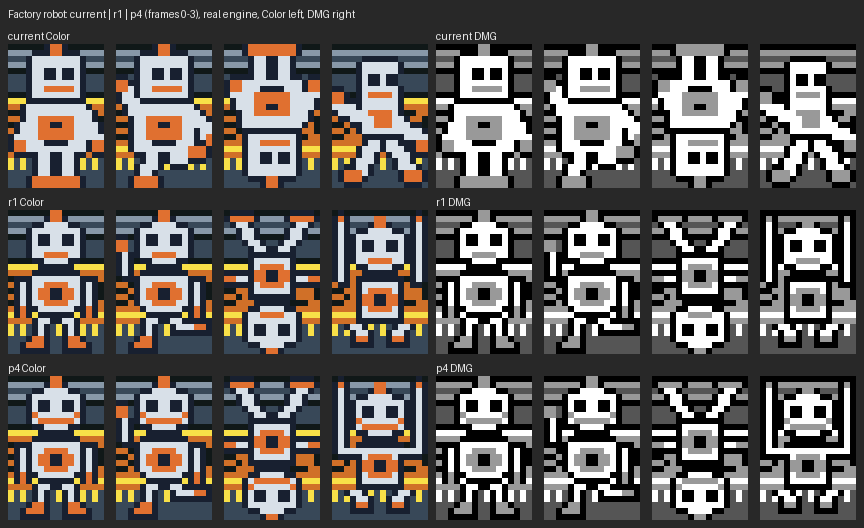 Factory robot: current | r1 | p4 (frames 0-3), real engine, Color left, DMG right
current Color
current DMG
r1 Color
r1 DMG
p4 Color
p4 DMG